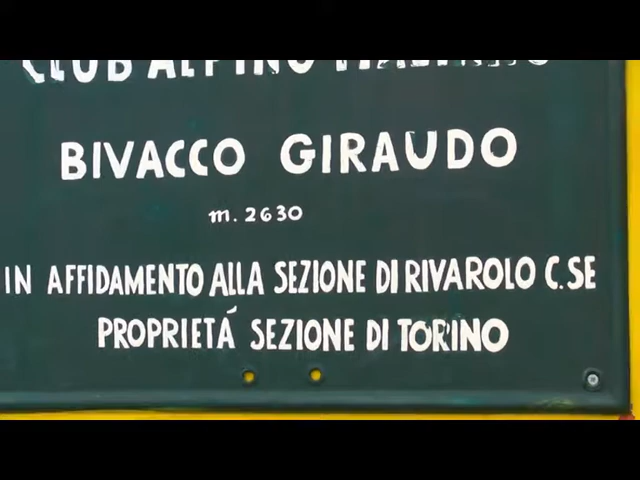 CLUB ALPINO ITALIANO
BIVACCO GIRAUDO
m. 2630
IN AFFIDAMENTO ALLA SEZIONE DI RIVAROLO C.SE
PROPRIETÁ SEZIONE DI TORINO